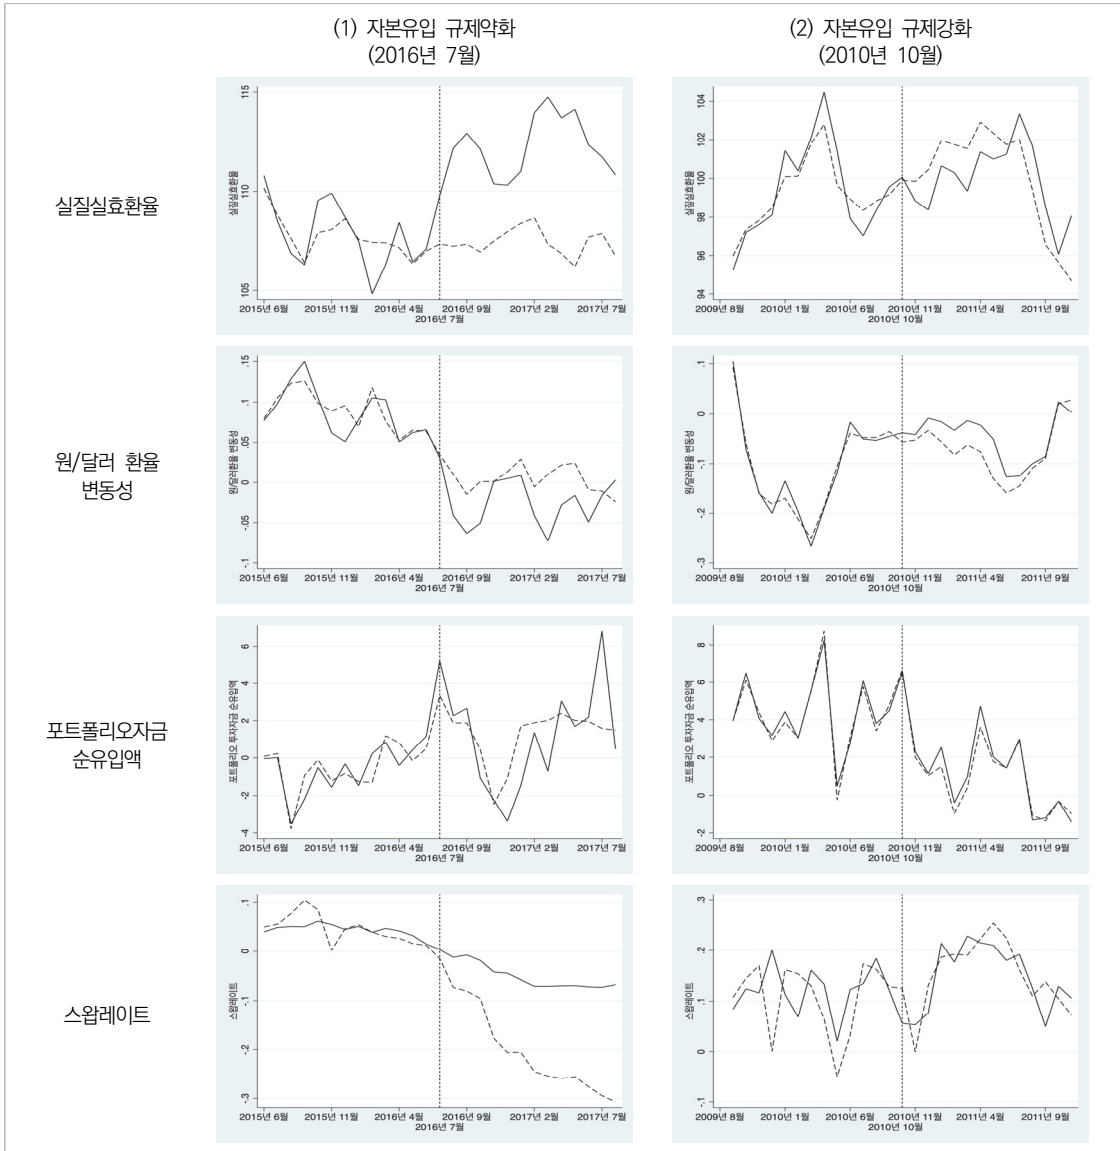 (1) 자본유입 규제약화
(2016년 7월)
(2) 자본유입 규제강화
(2010년 10월)
실질실효환율
실질실효환율
115
110
105
2015년 6월 2015년 11월 2016년 4월 2016년 9월 2017년 2월 2017년 7월
2016년 7월
실질실효환율
104
102
100
98
96
94
2009년 8월 2010년 1월 2010년 6월 2010년 11월 2011년 4월 2011년 9월
2010년 10월
원/달러 환율
변동성
원/달러환율 변동성
.15
.1
.05
0
-.05
-.1
2015년 6월 2015년 11월 2016년 4월 2016년 9월 2017년 2월 2017년 7월
2016년 7월
원/달러환율 변동성
.1
0
-.1
-.2
-.3
2009년 8월 2010년 1월 2010년 6월 2010년 11월 2011년 4월 2011년 9월
2010년 10월
포트폴리오자금
순유입액
포트폴리오 투자자금 순유입액
6
4
2
0
-2
-4
2015년 6월 2015년 11월 2016년 4월 2016년 9월 2017년 2월 2017년 7월
2016년 7월
포트폴리오 투자자금 순유입액
8
6
4
2
0
-2
2009년 8월 2010년 1월 2010년 6월 2010년 11월 2011년 4월 2011년 9월
2010년 10월
스왑레이트
스왑레이트
.1
0
-.1
-.2
-.3
2015년 6월 2015년 11월 2016년 4월 2016년 9월 2017년 2월 2017년 7월
2016년 7월
스왑레이트
.3
.2
.1
0
-.1
2009년 8월 2010년 1월 2010년 6월 2010년 11월 2011년 4월 2011년 9월
2010년 10월